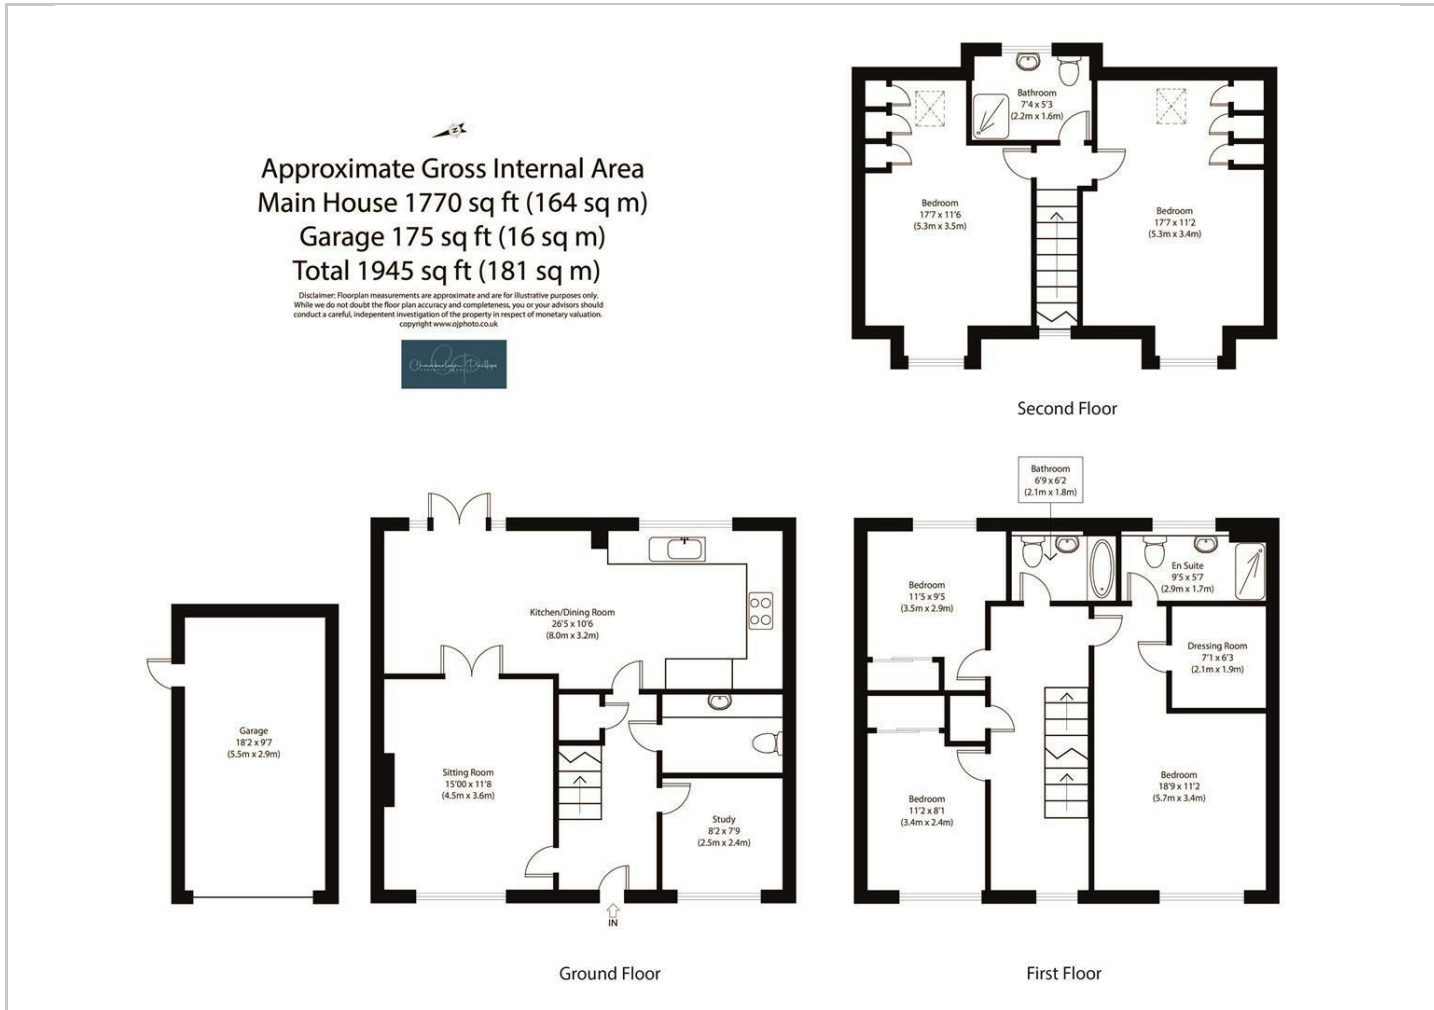 Approximate Gross Internal Area
Main House 1770 sq ft (164 sq m)
Garage 175 sq ft (16 sq m)
Total 1945 sq ft (181 sq m)
Disclaimer: Floorplan measurements are approximate and are for illustrative purposes only.
While we do not doubt the floor plan accuracy and completeness, you or your advisors should
conduct a careful, independent investigation of the property in respect of monetary valuation.
copyright www.ojphoto.co.uk
Chamberlain Phillips
Bathroom
7'4 x 5'3
(2.2m x 1.6m)
Bedroom
17'7 x 11'6
(5.3m x 3.5m)
Bedroom
17'7 x 11'2
(5.3m x 3.4m)
Second Floor
Garage
18'2 x 9'7
(5.5m x 2.9m)
Kitchen/Dining Room
26'5 x 10'6
(8.0m x 3.2m)
Sitting Room
15'00 x 11'8
(4.5m x 3.6m)
Study
8'2 x 7'9
(2.5m x 2.4m)
IN
Ground Floor
Bathroom
6'9 x 6'2
(2.1m x 1.8m)
Bedroom
11'5 x 9'5
(3.5m x 2.9m)
En Suite
9'5 x 5'7
(2.9m x 1.7m)
Dressing Room
7'1 x 6'3
(2.1m x 1.9m)
Bedroom
11'2 x 8'1
(3.4m x 2.4m)
Bedroom
18'9 x 11'2
(5.7m x 3.4m)
First Floor